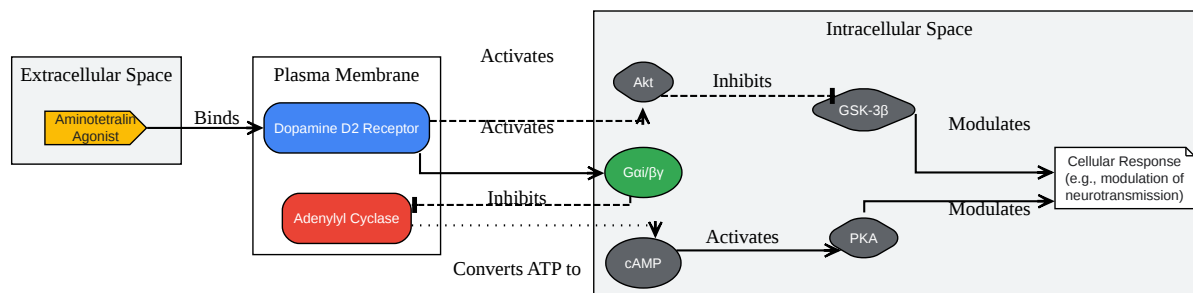 Extracellular Space
Aminotetralin
Agonist
Binds
Plasma Membrane
Dopamine D2 Receptor
Adenylyl Cyclase
Activates
Activates
Inhibits
Converts ATP to
Intracellular Space
Akt
Inhibits
GSK-3β
Gαi/βγ
cAMP
Activates
PKA
Modulates
Modulates
Cellular Response
(e.g., modulation of
neurotransmission)